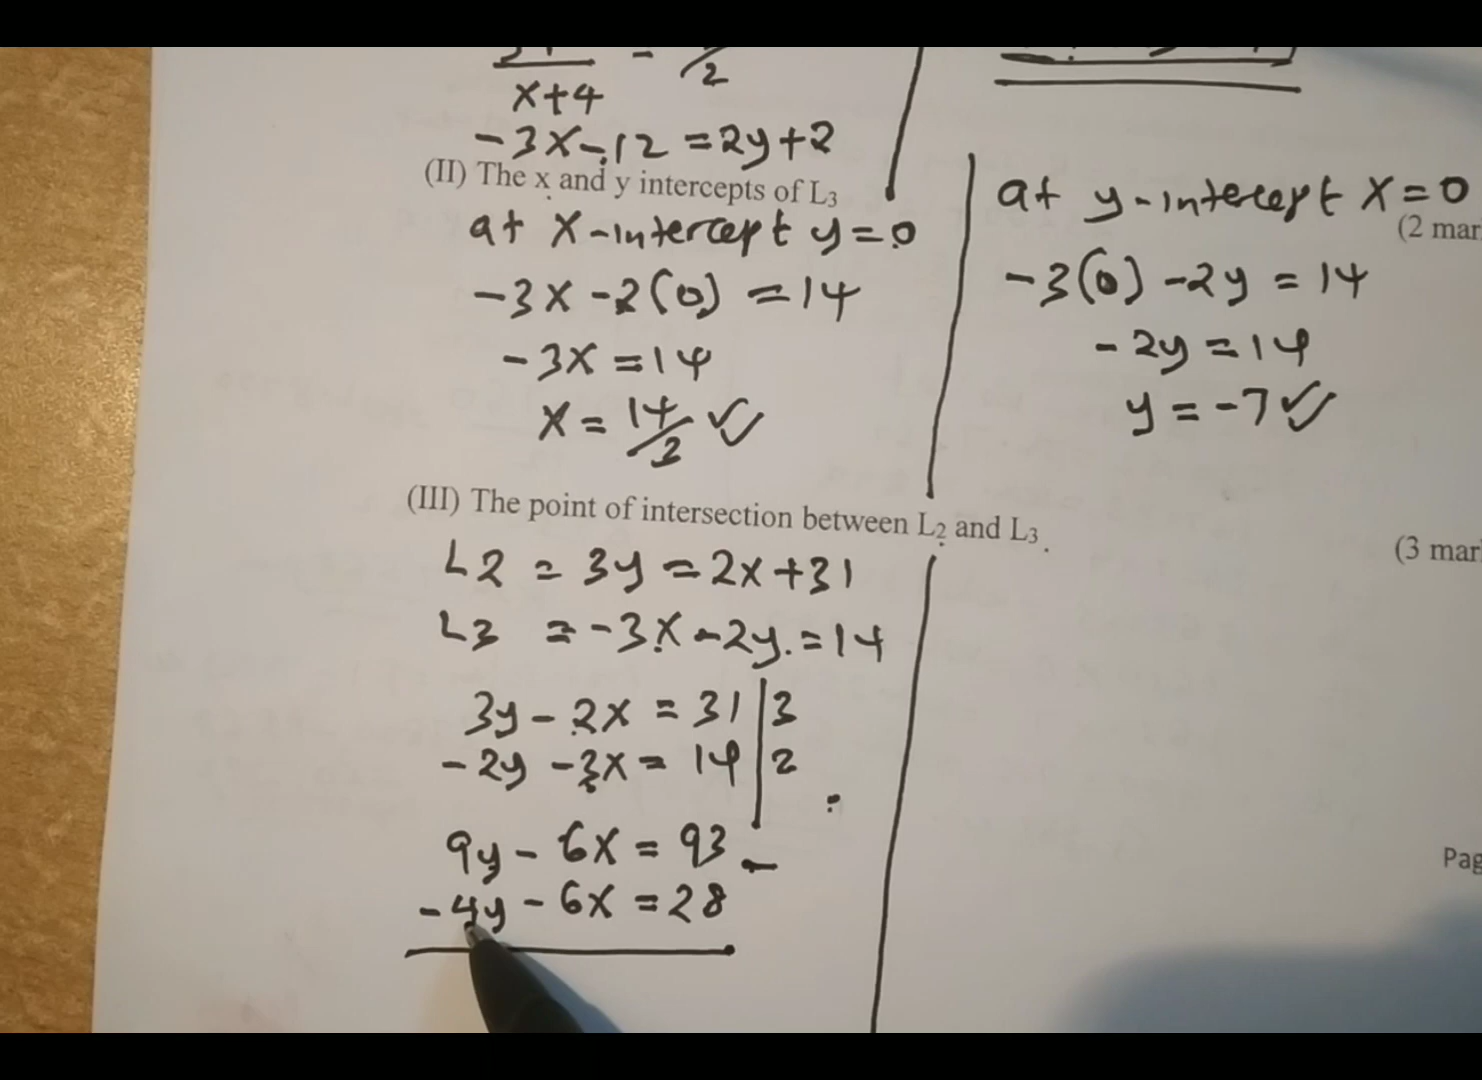 x+4
2
-3x-12 = 2y+2
(II) The x and y intercepts of L3
at x-intercept y=0
-3x -2(0) = 14
-3x = 14
x = 14/3
at y-intercept x=0
(2 mar
-3(0) -2y = 14
-2y = 14
y = -7
(III) The point of intersection between L2 and L3.
(3 mar
L2 = 3y = 2x+31
L3 = -3x-2y = 14
3y - 2x = 31 | 3
-2y -3x = 14 | 2
9y - 6x = 93 -
-4y - 6x = 28
Pag